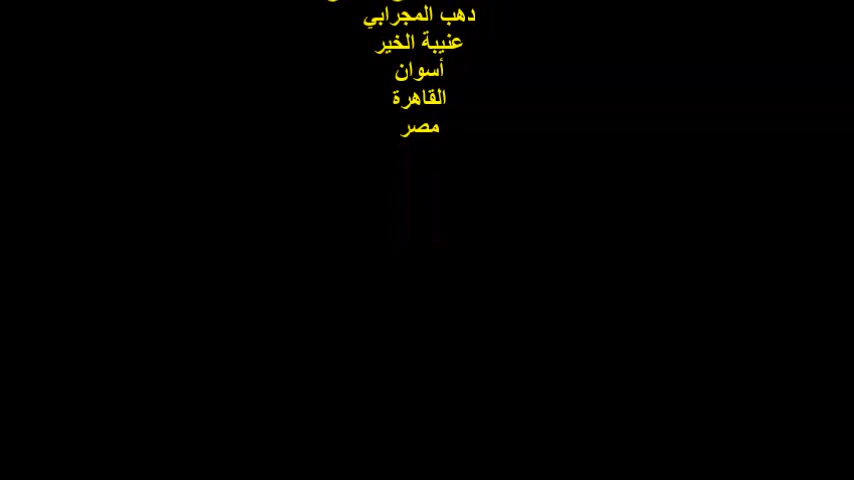 دهب المجرابي
عنيبة الخير
أسوان
القاهرة
مصر